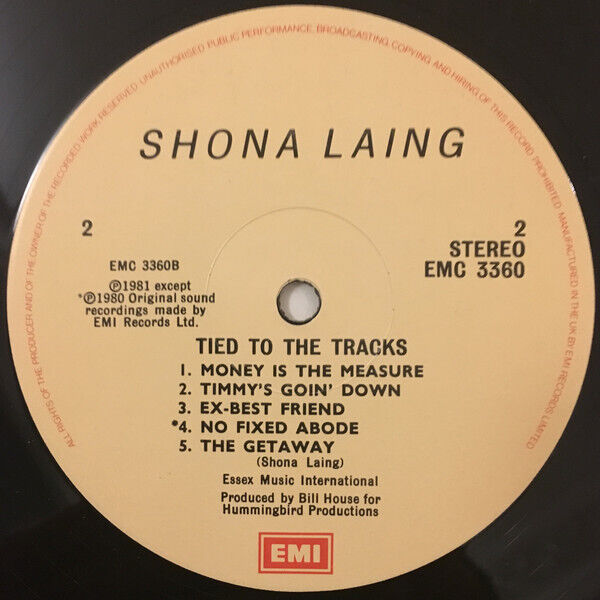 ALL RIGHTS OF THE PRODUCER AND OF THE OWNER OF THE RECORDED WORK RESERVED. UNAUTHORISED PUBLIC PERFORMANCE, BROADCASTING, COPYING AND HIRING OF THIS RECORD PROHIBITED. MANUFACTURED IN THE UK BY EMI RECORDS LIMITED
SHONA LAING
2
2
STEREO
EMC 3360
EMC 3360B
℗1981 except
*℗1980 Original sound
recordings made by
EMI Records Ltd.
TIED TO THE TRACKS
1. MONEY IS THE MEASURE
2. TIMMY'S GOIN' DOWN
3. EX-BEST FRIEND
*4. NO FIXED ABODE
5. THE GETAWAY
(Shona Laing)
Essex Music International
Produced by Bill House for
Hummingbird Productions
EMI